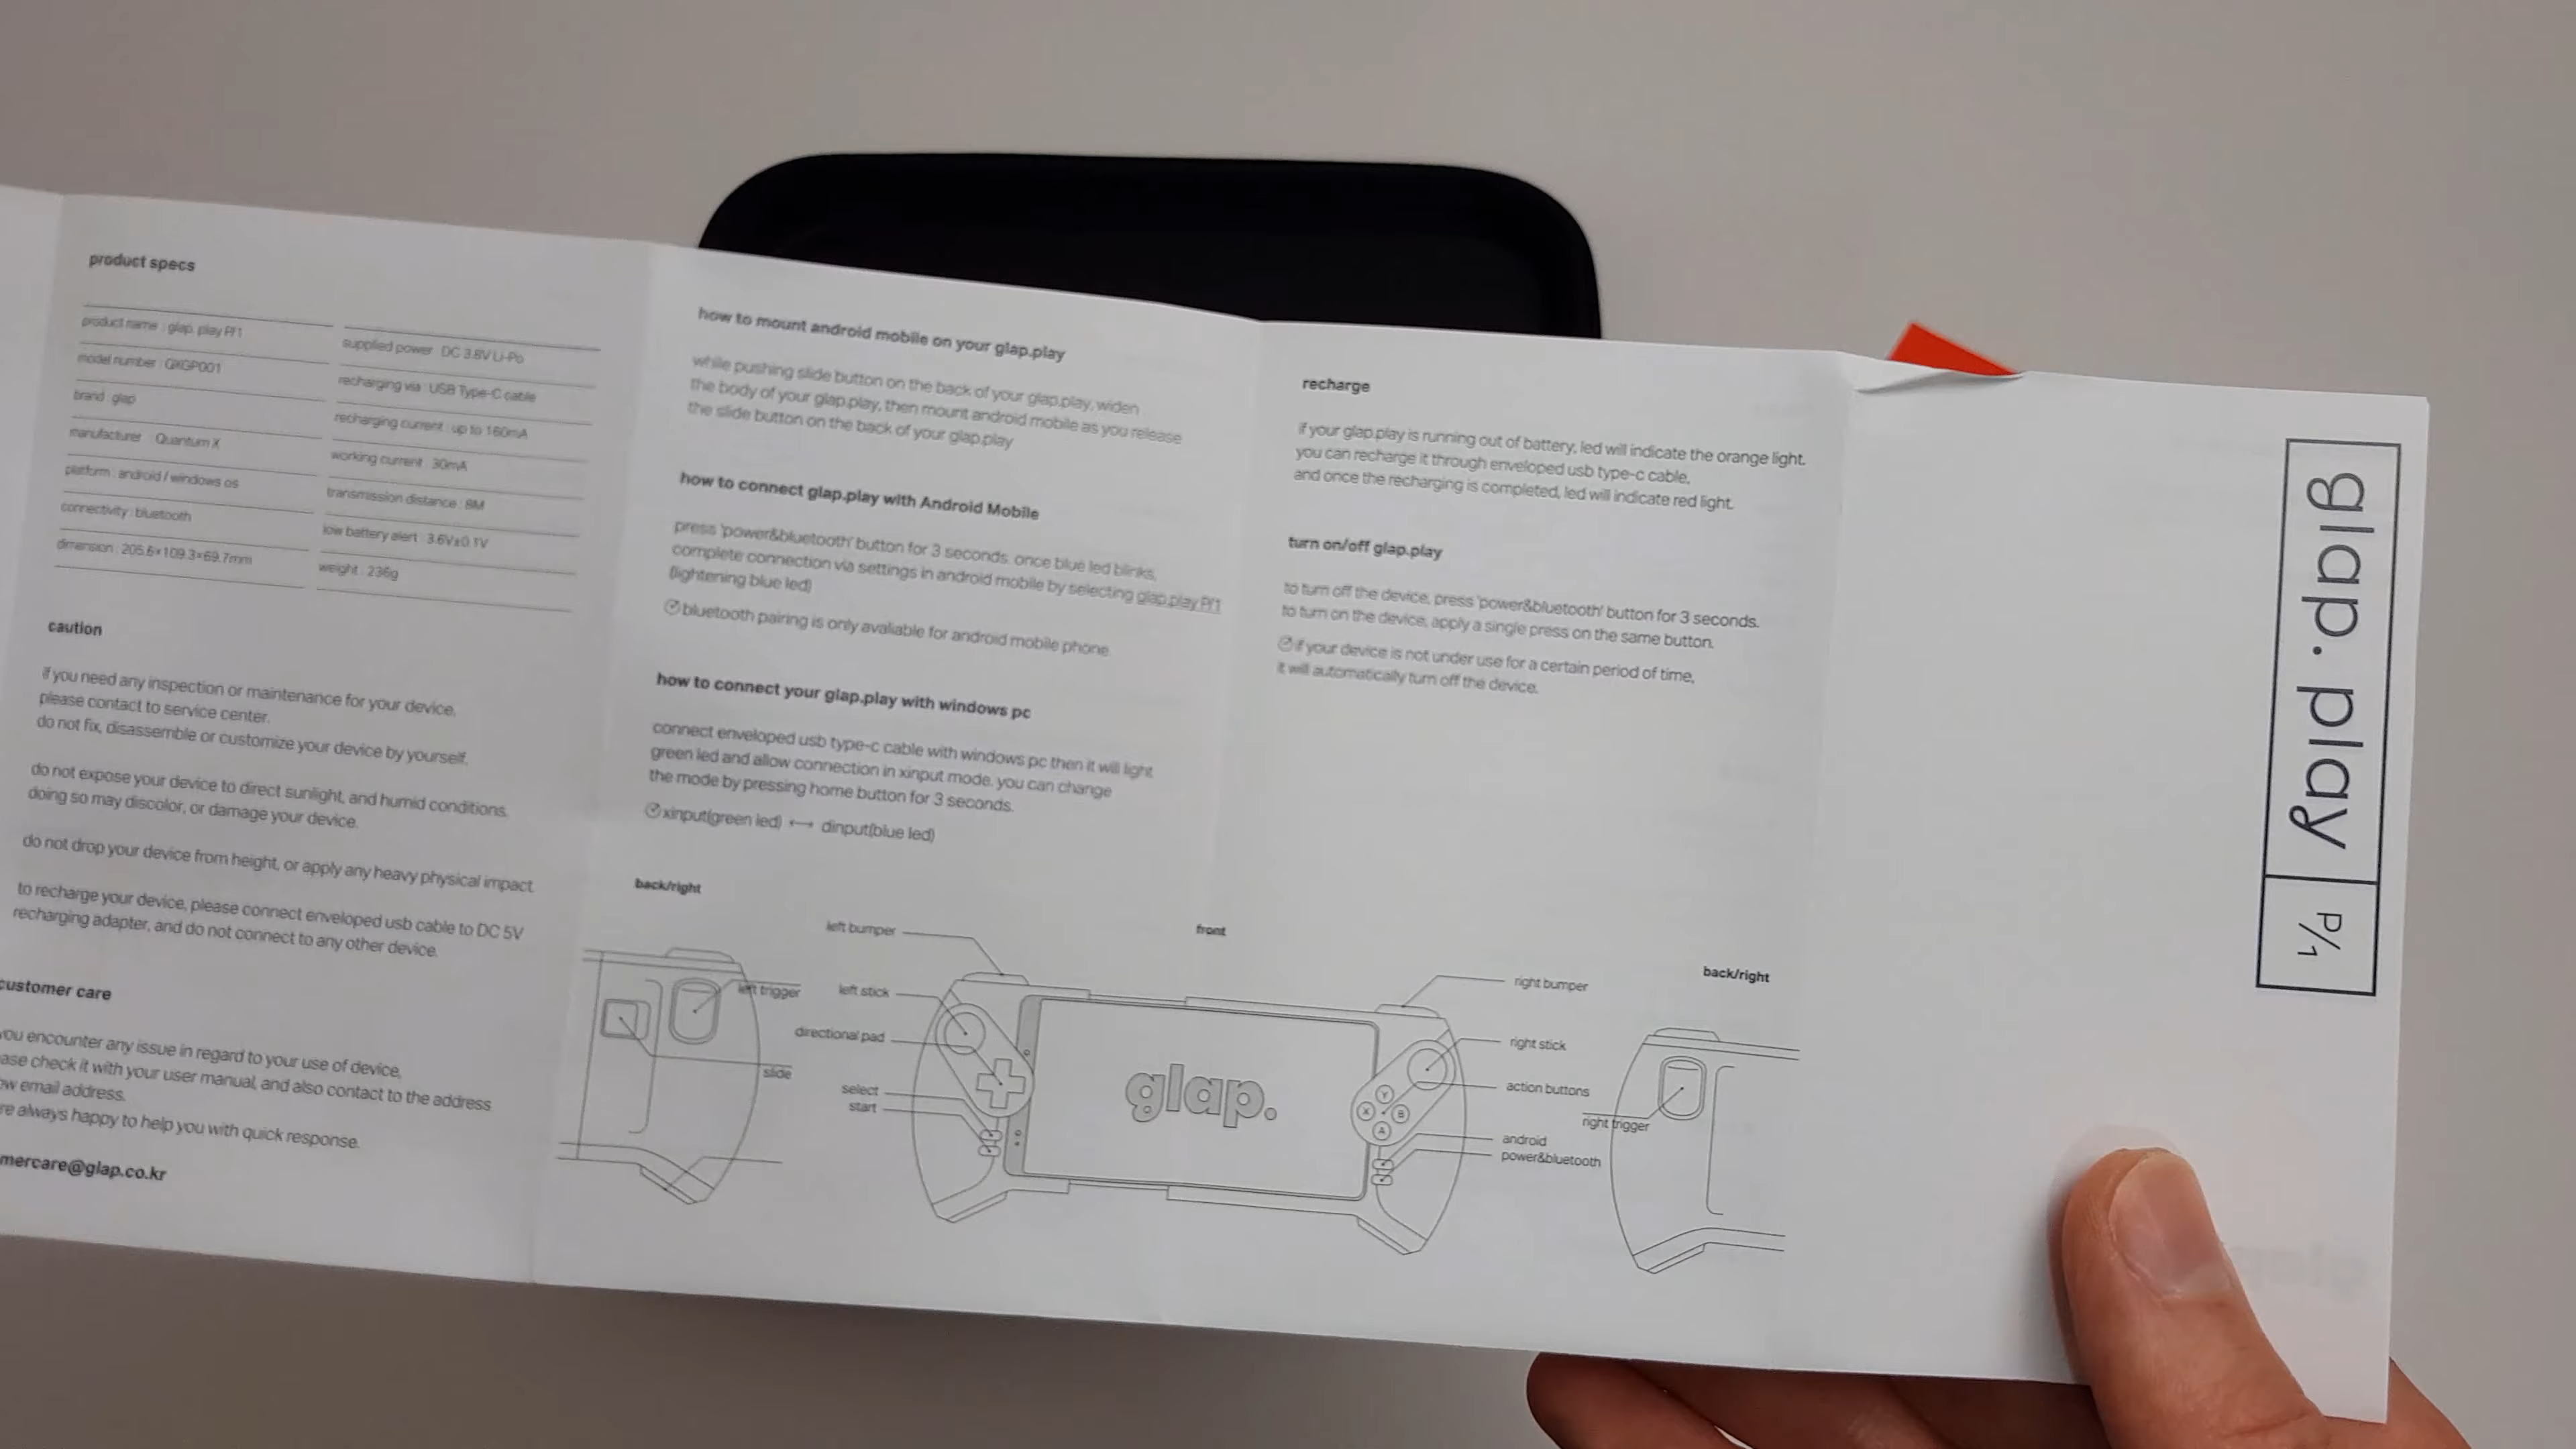 product specs
product name : glap. play P/1
model number : QXGP001
brand : glap
manufacturer : Quantum X
platform : android / windows os
connectivity : bluetooth
dimension : 205.6×109.3×69.7mm
supplied power : DC 3.6V Li-Po
recharging via : USB Type-C cable
recharging current : up to 160mA
working current : 30mA
transmission distance : 8M
low battery alert : 3.6V±0.1V
weight : 236g
caution
if you need any inspection or maintenance for your device,
please contact to service center.
do not fix, disassemble or customize your device by yourself.
do not expose your device to direct sunlight, and humid conditions.
doing so may discolor, or damage your device.
do not drop your device from height, or apply any heavy physical impact.
to recharge your device, please connect enveloped usb cable to DC 5V
recharging adapter, and do not connect to any other device.
customer care
you encounter any issue in regard to your use of device,
ase check it with your user manual, and also contact to the address
ow email address.
re always happy to help you with quick response.
mercare@glap.co.kr
how to mount android mobile on your glap.play
while pushing slide button on the back of your glap.play, widen
the body of your glap.play, then mount android mobile as you release
the slide button on the back of your glap.play
how to connect glap.play with Android Mobile
press 'power&bluetooth' button for 3 seconds. once blue led blinks,
complete connection via settings in android mobile by selecting glap.play P/1
(lightening blue led)
bluetooth pairing is only avaliable for android mobile phone
how to connect your glap.play with windows pc
connect enveloped usb type-c cable with windows pc then it will light
green led and allow connection in xinput mode. you can change
the mode by pressing home button for 3 seconds.
xinput(green led) ⟷ dinput(blue led)
recharge
if your glap.play is running out of battery, led will indicate the orange light.
you can recharge it through enveloped usb type-c cable,
and once the recharging is completed, led will indicate red light.
turn on/off glap.play
to turn off the device, press 'power&bluetooth' button for 3 seconds.
to turn on the device, apply a single press on the same button.
if your device is not under use for a certain period of time,
it will automatically turn off the device.
back/right
left trigger
slide
front
left bumper
left stick
directional pad
select
start
glap.
Y
X
B
A
right bumper
right stick
action buttons
android
power&bluetooth
back/right
right trigger
glap. play
P/1